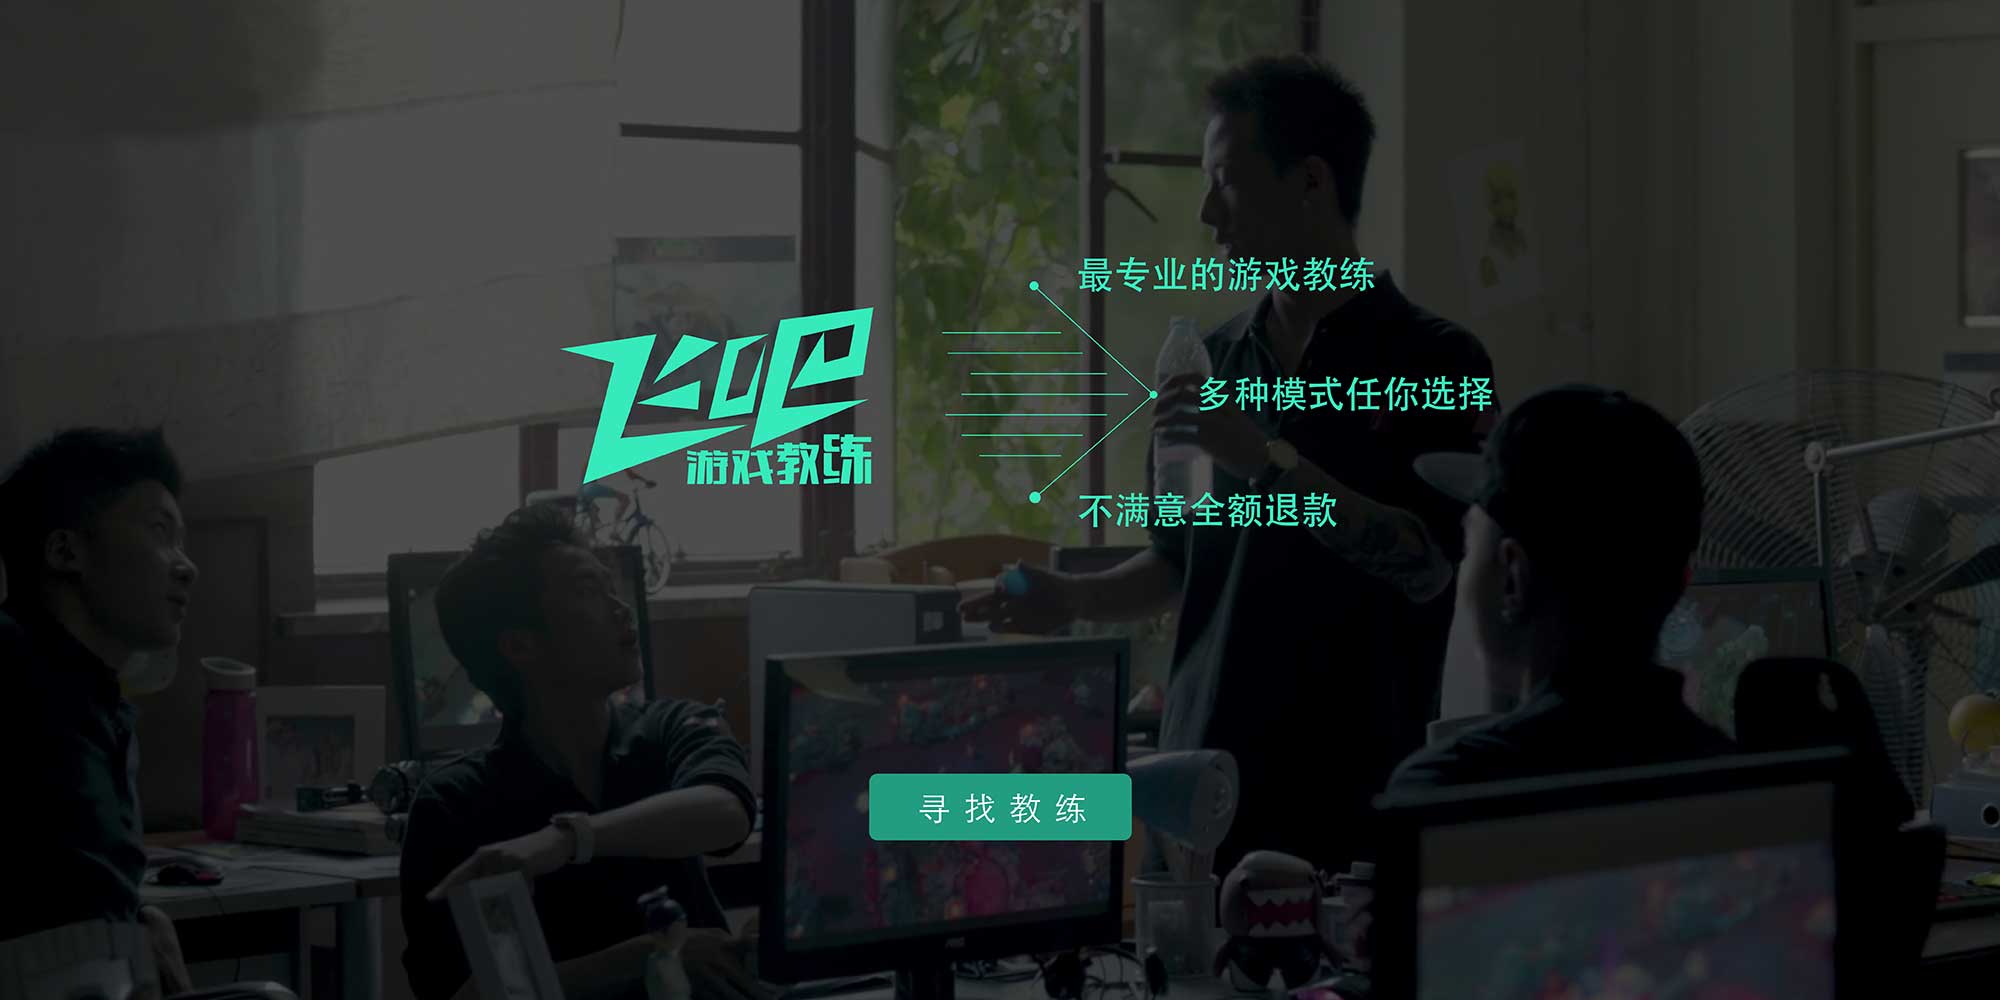 飞吧
游戏教练
最专业的游戏教练
多种模式任你选择
不满意全额退款
寻找教练